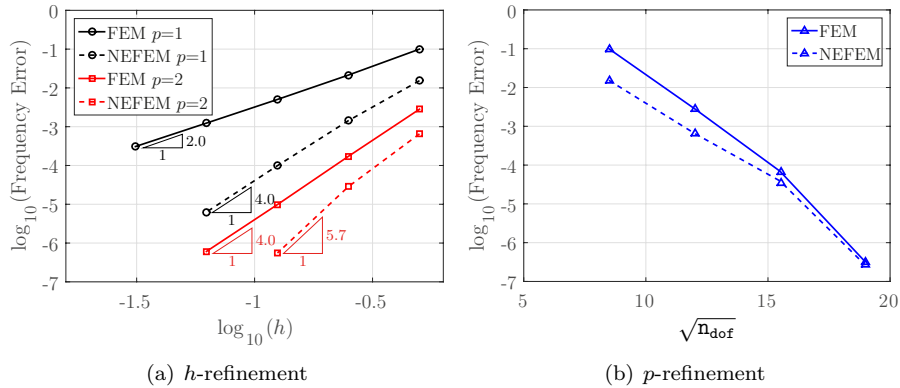 0
-1
-2
-3
-4
-5
-6
-7
log10(Frequency Error)
FEM p=1
NEFEM p=1
FEM p=2
NEFEM p=2
2.0
1
4.0
1
4.0
1
5.7
1
-1.5
-1
-0.5
log10(h)
(a) h-refinement
0
-1
-2
-3
-4
-5
-6
-7
log10(Frequency Error)
FEM
NEFEM
5
10
15
20
√ndof
(b) p-refinement